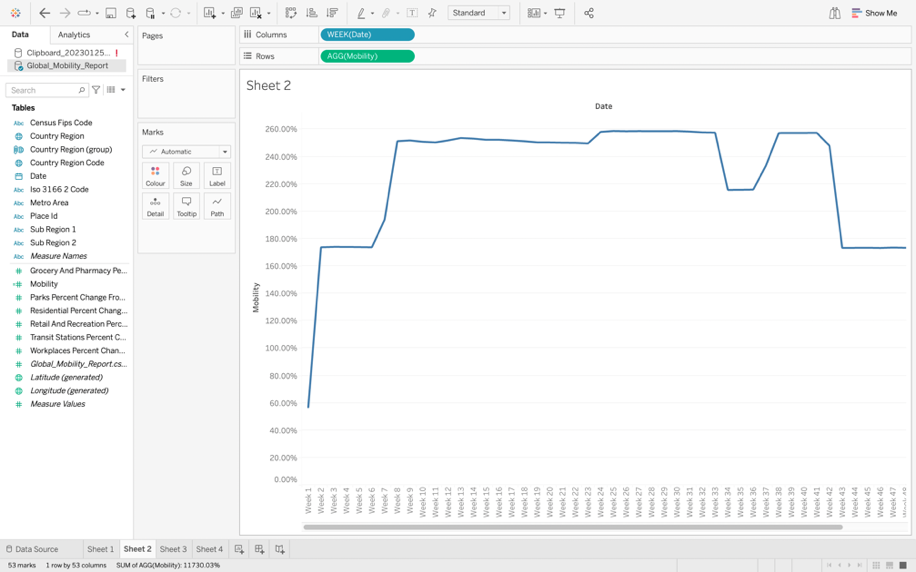 Standard
Show Me
Data
Analytics
Pages
Columns
WEEK(Date)
Rows
AGG(Mobility)
Clipboard_20230125...
Global_Mobility_Report
Search
Tables
Abc Census Fips Code
Country Region
Country Region (group)
Country Region Code
Date
Abc Iso 3166 2 Code
Abc Metro Area
Abc Place Id
Abc Sub Region 1
Abc Sub Region 2
Abc Measure Names
Grocery And Pharmacy Pe...
Mobility
Parks Percent Change Fro...
Residential Percent Chang...
Retail And Recreation Perc...
Transit Stations Percent C...
Workplaces Percent Chan...
Global_Mobility_Report.cs...
Latitude (generated)
Longitude (generated)
Measure Values
Filters
Marks
Automatic
Colour
Size
Label
Detail
Tooltip
Path
Sheet 2
Date
Mobility
260.00%
240.00%
220.00%
200.00%
180.00%
160.00%
140.00%
120.00%
100.00%
80.00%
60.00%
40.00%
20.00%
0.00%
Week 1
Week 2
Week 3
Week 4
Week 5
Week 6
Week 7
Week 8
Week 9
Week 10
Week 11
Week 12
Week 13
Week 14
Week 15
Week 16
Week 17
Week 18
Week 19
Week 20
Week 21
Week 22
Week 23
Week 24
Week 25
Week 26
Week 27
Week 28
Week 29
Week 30
Week 31
Week 32
Week 33
Week 34
Week 35
Week 36
Week 37
Week 38
Week 39
Week 40
Week 41
Week 42
Week 43
Week 44
Week 45
Week 46
Week 47
Data Source
Sheet 1
Sheet 2
Sheet 3
Sheet 4
53 marks
1 row by 53 columns
SUM of AGG(Mobility): 11730.03%